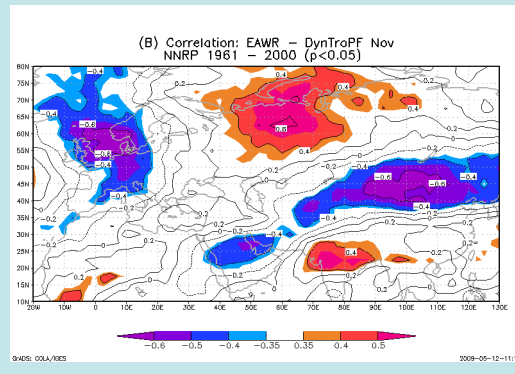 (B) Correlation: EAWR – DynTroPF Nov
NNRP 1961 – 2000 (p<0.05)
80N
75N
70N
65N
60N
55N
50N
45N
40N
35N
30N
25N
20N
15N
10N
20W 10W 0 10E 20E 30E 40E 50E 60E 70E 80E 90E 100E 110E 120E 130E
-0.6 -0.5 -0.4 -0.35 0.35 0.4 0.5
GrADS: COLA/IGES
2009-05-12-11: